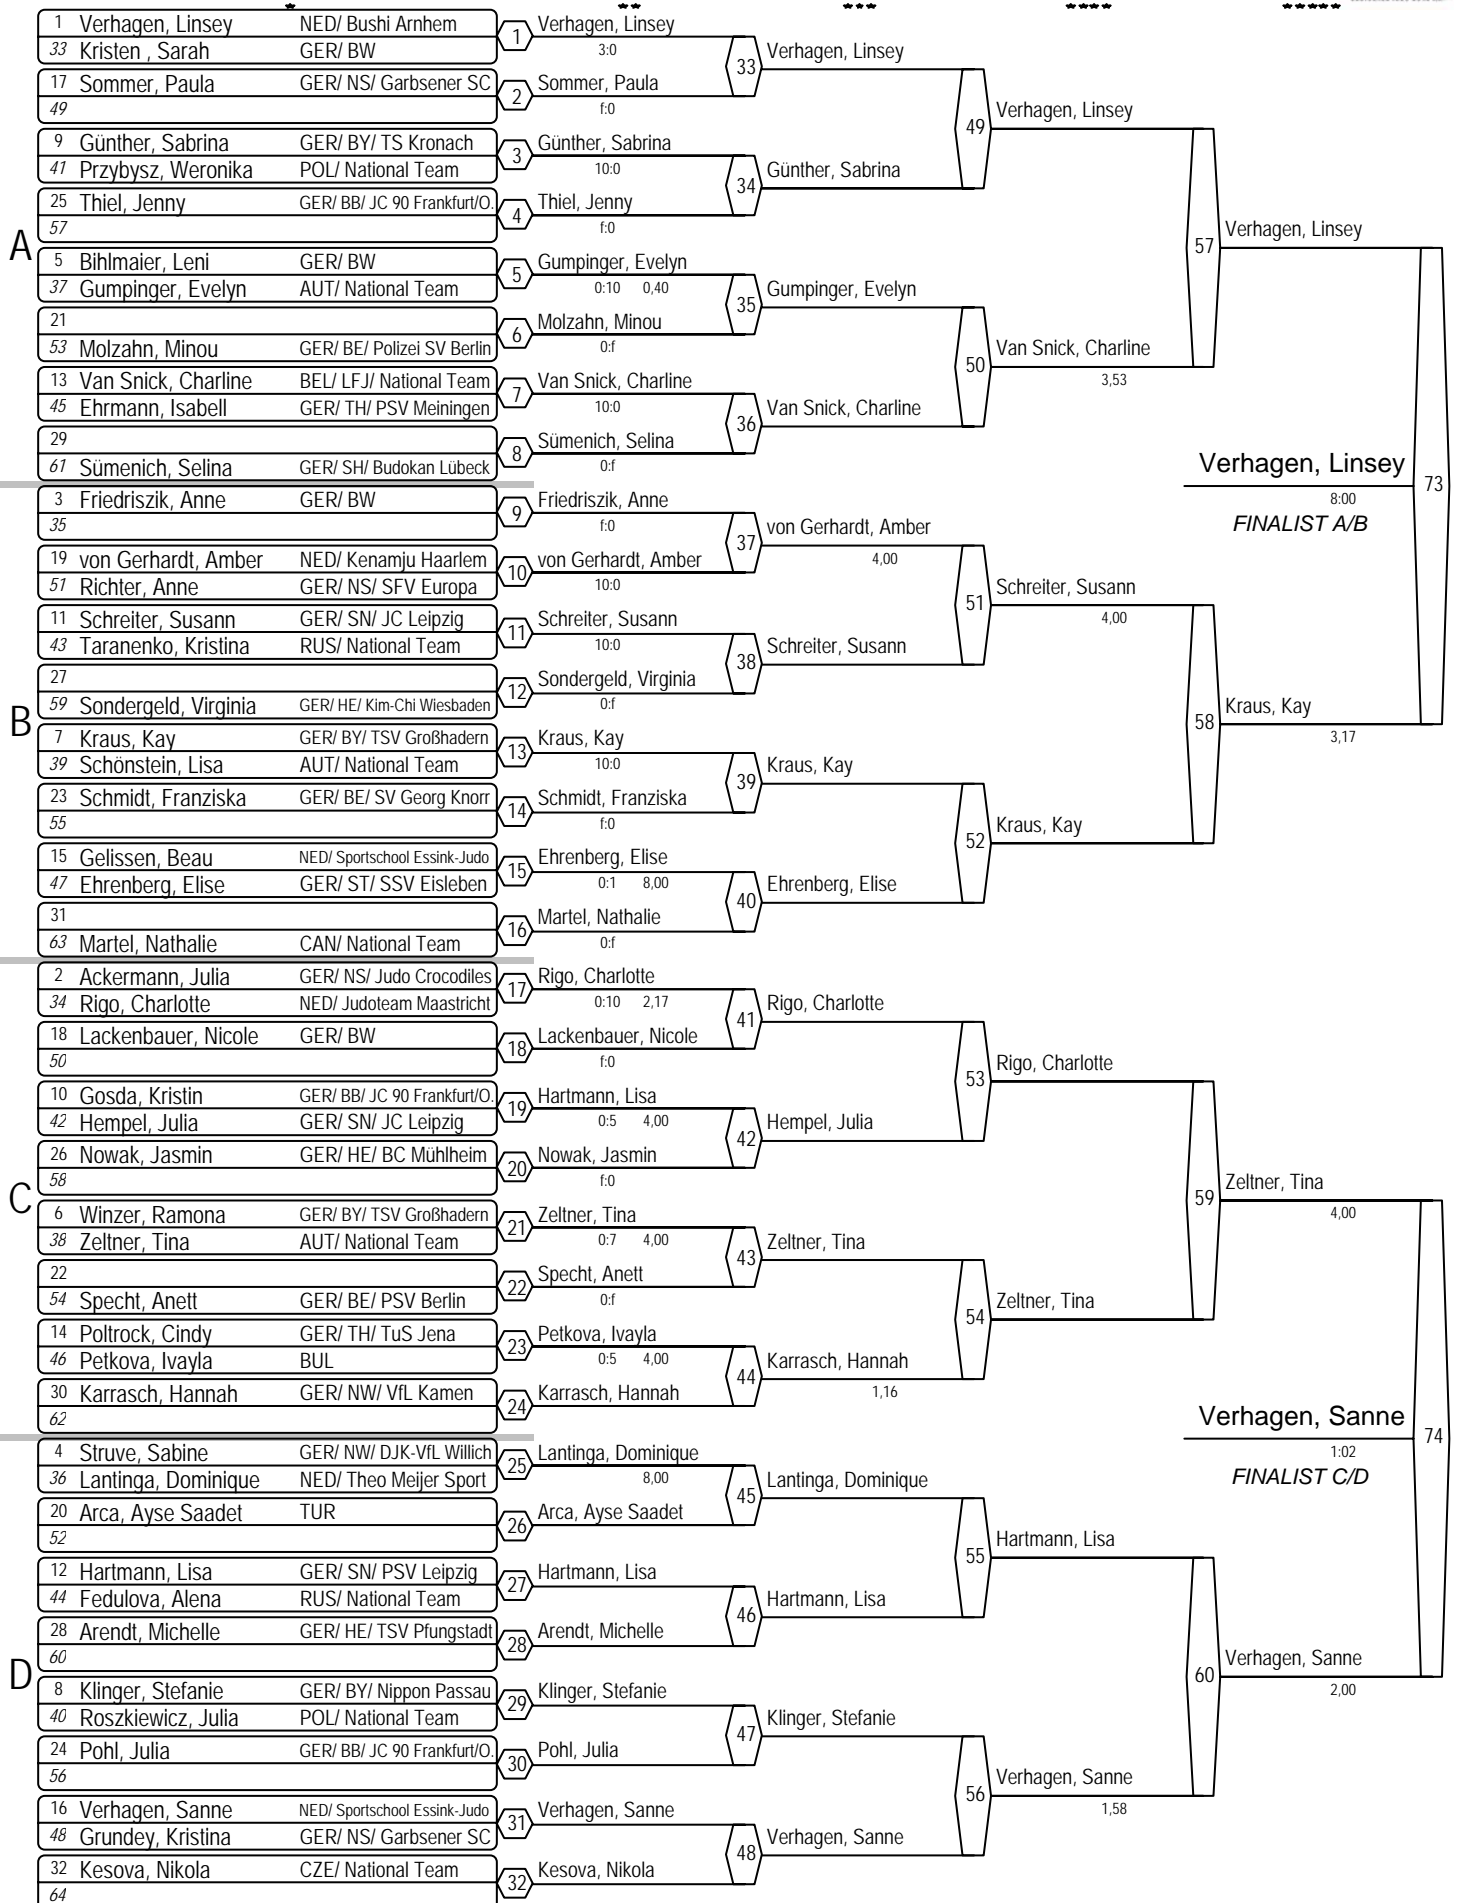 * ** *** **** *****
1 Verhagen, Linsey NED/ Bushi Arnhem
33 Kristen , Sarah GER/ BW
17 Sommer, Paula GER/ NS/ Garbsener SC
49
9 Günther, Sabrina GER/ BY/ TS Kronach
41 Przybysz, Weronika POL/ National Team
25 Thiel, Jenny GER/ BB/ JC 90 Frankfurt/O.
57
A
5 Bihlmaier, Leni GER/ BW
37 Gumpinger, Evelyn AUT/ National Team
21
53 Molzahn, Minou GER/ BE/ Polizei SV Berlin
13 Van Snick, Charline BEL/ LFJ/ National Team
45 Ehrmann, Isabell GER/ TH/ PSV Meiningen
29
61 Sümenich, Selina GER/ SH/ Budokan Lübeck
3 Friedriszik, Anne GER/ BW
35
19 von Gerhardt, Amber NED/ Kenamju Haarlem
51 Richter, Anne GER/ NS/ SFV Europa
11 Schreiter, Susann GER/ SN/ JC Leipzig
43 Taranenko, Kristina RUS/ National Team
27
59 Sondergeld, Virginia GER/ HE/ Kim-Chi Wiesbaden
B
7 Kraus, Kay GER/ BY/ TSV Großhadern
39 Schönstein, Lisa AUT/ National Team
23 Schmidt, Franziska GER/ BE/ SV Georg Knorr
55
15 Gelissen, Beau NED/ Sportschool Essink-Judo
47 Ehrenberg, Elise GER/ ST/ SSV Eisleben
31
63 Martel, Nathalie CAN/ National Team
2 Ackermann, Julia GER/ NS/ Judo Crocodiles
34 Rigo, Charlotte NED/ Judoteam Maastricht
18 Lackenbauer, Nicole GER/ BW
50
10 Gosda, Kristin GER/ BB/ JC 90 Frankfurt/O.
42 Hempel, Julia GER/ SN/ JC Leipzig
26 Nowak, Jasmin GER/ HE/ BC Mühlheim
58
C
6 Winzer, Ramona GER/ BY/ TSV Großhadern
38 Zeltner, Tina AUT/ National Team
22
54 Specht, Anett GER/ BE/ PSV Berlin
14 Poltrock, Cindy GER/ TH/ TuS Jena
46 Petkova, Ivayla BUL
30 Karrasch, Hannah GER/ NW/ VfL Kamen
62
4 Struve, Sabine GER/ NW/ DJK-VfL Willich
36 Lantinga, Dominique NED/ Theo Meijer Sport
20 Arca, Ayse Saadet TUR
52
12 Hartmann, Lisa GER/ SN/ PSV Leipzig
44 Fedulova, Alena RUS/ National Team
28 Arendt, Michelle GER/ HE/ TSV Pfungstadt
60
D
8 Klinger, Stefanie GER/ BY/ Nippon Passau
40 Roszkiewicz, Julia POL/ National Team
24 Pohl, Julia GER/ BB/ JC 90 Frankfurt/O.
56
16 Verhagen, Sanne NED/ Sportschool Essink-Judo
48 Grundey, Kristina GER/ NS/ Garbsener SC
32 Kesova, Nikola CZE/ National Team
64
1 Verhagen, Linsey
3:0
2 Sommer, Paula
f:0
3 Günther, Sabrina
10:0
4 Thiel, Jenny
f:0
5 Gumpinger, Evelyn
0:10 0,40
6 Molzahn, Minou
0:f
7 Van Snick, Charline
10:0
8 Sümenich, Selina
0:f
9 Friedriszik, Anne
f:0
10 von Gerhardt, Amber
10:0
11 Schreiter, Susann
10:0
12 Sondergeld, Virginia
0:f
13 Kraus, Kay
10:0
14 Schmidt, Franziska
f:0
15 Ehrenberg, Elise
0:1 8,00
16 Martel, Nathalie
0:f
17 Rigo, Charlotte
0:10 2,17
18 Lackenbauer, Nicole
f:0
19 Hartmann, Lisa
0:5 4,00
20 Nowak, Jasmin
f:0
21 Zeltner, Tina
0:7 4,00
22 Specht, Anett
0:f
23 Petkova, Ivayla
0:5 4,00
24 Karrasch, Hannah
25 Lantinga, Dominique
8,00
26 Arca, Ayse Saadet
27 Hartmann, Lisa
28 Arendt, Michelle
29 Klinger, Stefanie
30 Pohl, Julia
31 Verhagen, Sanne
32 Kesova, Nikola
33 Verhagen, Linsey
34 Günther, Sabrina
35 Gumpinger, Evelyn
36 Van Snick, Charline
37 von Gerhardt, Amber
4,00
38 Schreiter, Susann
39 Kraus, Kay
40 Ehrenberg, Elise
41 Rigo, Charlotte
42 Hempel, Julia
43 Zeltner, Tina
44 Karrasch, Hannah
1,16
45 Lantinga, Dominique
46 Hartmann, Lisa
47 Klinger, Stefanie
48 Verhagen, Sanne
49 Verhagen, Linsey
50 Van Snick, Charline
3,53
51 Schreiter, Susann
4,00
52 Kraus, Kay
53 Rigo, Charlotte
54 Zeltner, Tina
55 Hartmann, Lisa
56 Verhagen, Sanne
1,58
57 Verhagen, Linsey
58 Kraus, Kay
3,17
59 Zeltner, Tina
4,00
60 Verhagen, Sanne
2,00
Verhagen, Linsey 73
8:00
FINALIST A/B
Verhagen, Sanne 74
1:02
FINALIST C/D